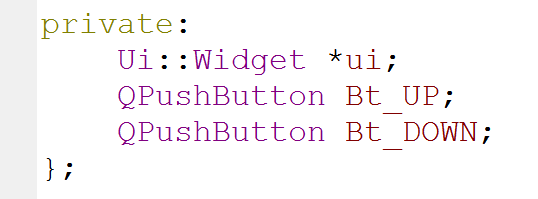 private:
    Ui::Widget *ui;
    QPushButton Bt_UP;
    QPushButton Bt_DOWN;
};